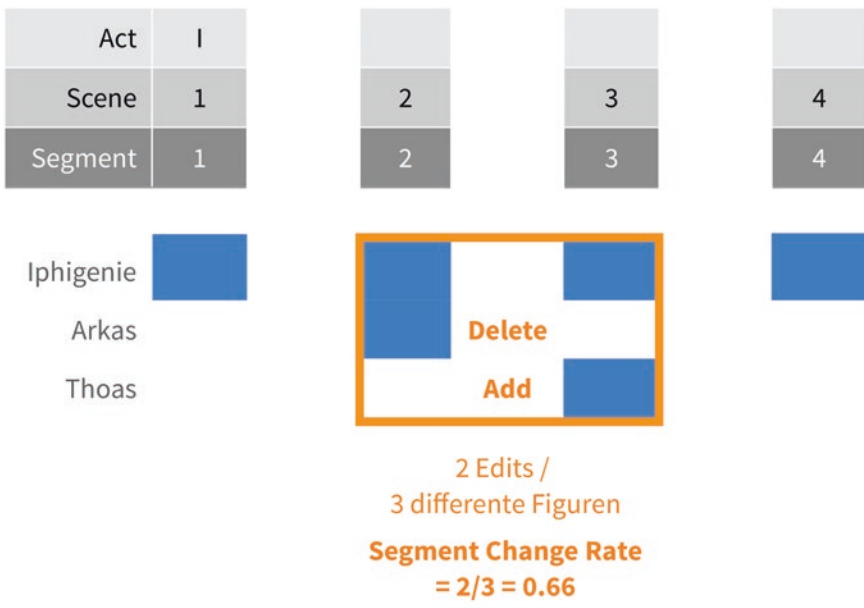 Act I
Scene 1 2 3 4
Segment 1 2 3 4
Iphigenie
Arkas Delete
Thoas Add
2 Edits /
3 differente Figuren
Segment Change Rate
= 2/3 = 0.66